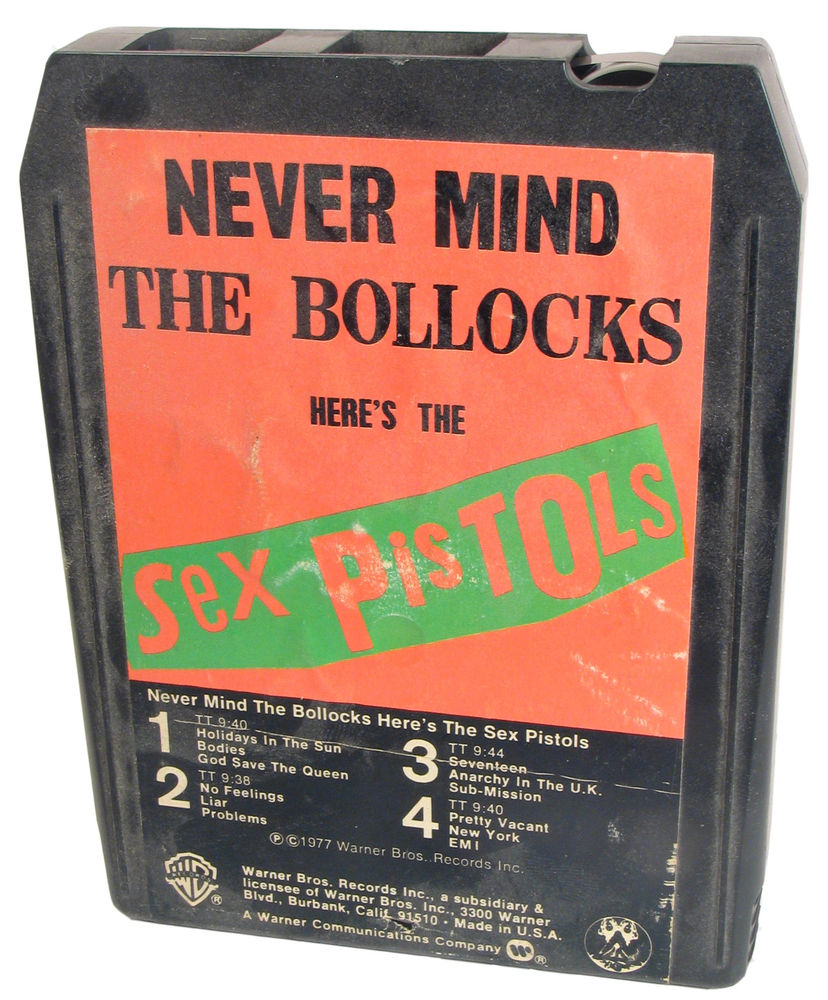 NEVER MIND
THE BOLLOCKS
HERE'S THE
Sex PisTOLs
Never Mind The Bollocks Here's The Sex Pistols
1 TT 9:40
Holidays In The Sun
Bodies
God Save The Queen
2 TT 9:38
No Feelings
Liar
Problems
3 TT 9:44
Seventeen
Anarchy In The U.K.
Sub-Mission
4 TT 9:40
Pretty Vacant
New York
EMI
℗©1977 Warner Bros. Records Inc.
Warner Bros. Records Inc., a subsidiary &
licensee of Warner Bros. Inc., 3300 Warner
Blvd., Burbank, Calif. 91510 • Made in U.S.A.
A Warner Communications Company ®
WB RECORDS ®